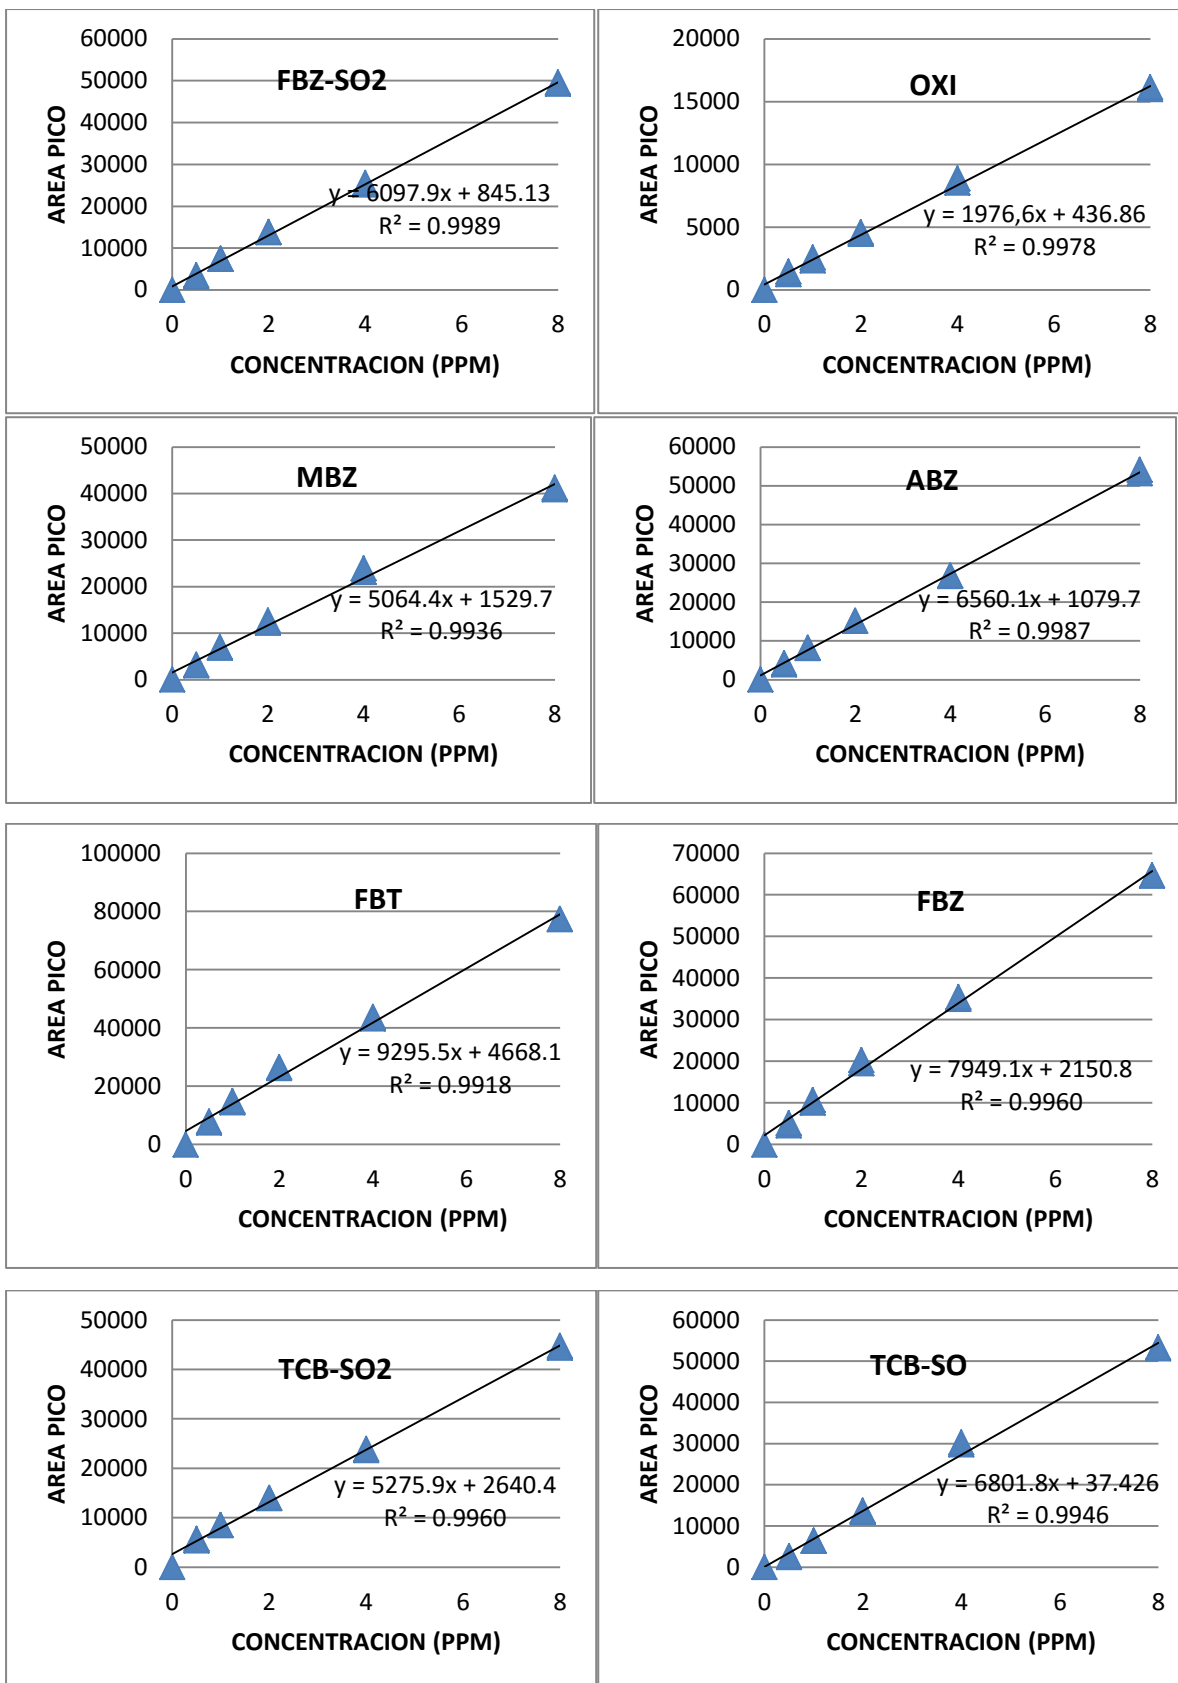 60000
50000
40000
30000
20000
10000
0
AREA PICO
FBZ-SO2
y = 6097.9x + 845.13
R² = 0.9989
0 2 4 6 8
CONCENTRACION (PPM)
20000
15000
10000
5000
0
AREA PICO
OXI
y = 1976,6x + 436.86
R² = 0.9978
0 2 4 6 8
CONCENTRACION (PPM)
50000
40000
30000
20000
10000
0
AREA PICO
MBZ
y = 5064.4x + 1529.7
R² = 0.9936
0 2 4 6 8
CONCENTRACION (PPM)
60000
50000
40000
30000
20000
10000
0
AREA PICO
ABZ
y = 6560.1x + 1079.7
R² = 0.9987
0 2 4 6 8
CONCENTRACION (PPM)
100000
80000
60000
40000
20000
0
AREA PICO
FBT
y = 9295.5x + 4668.1
R² = 0.9918
0 2 4 6 8
CONCENTRACION (PPM)
70000
60000
50000
40000
30000
20000
10000
0
AREA PICO
FBZ
y = 7949.1x + 2150.8
R² = 0.9960
0 2 4 6 8
CONCENTRACION (PPM)
50000
40000
30000
20000
10000
0
AREA PICO
TCB-SO2
y = 5275.9x + 2640.4
R² = 0.9960
0 2 4 6 8
CONCENTRACION (PPM)
60000
50000
40000
30000
20000
10000
0
AREA PICO
TCB-SO
y = 6801.8x + 37.426
R² = 0.9946
0 2 4 6 8
CONCENTRACION (PPM)